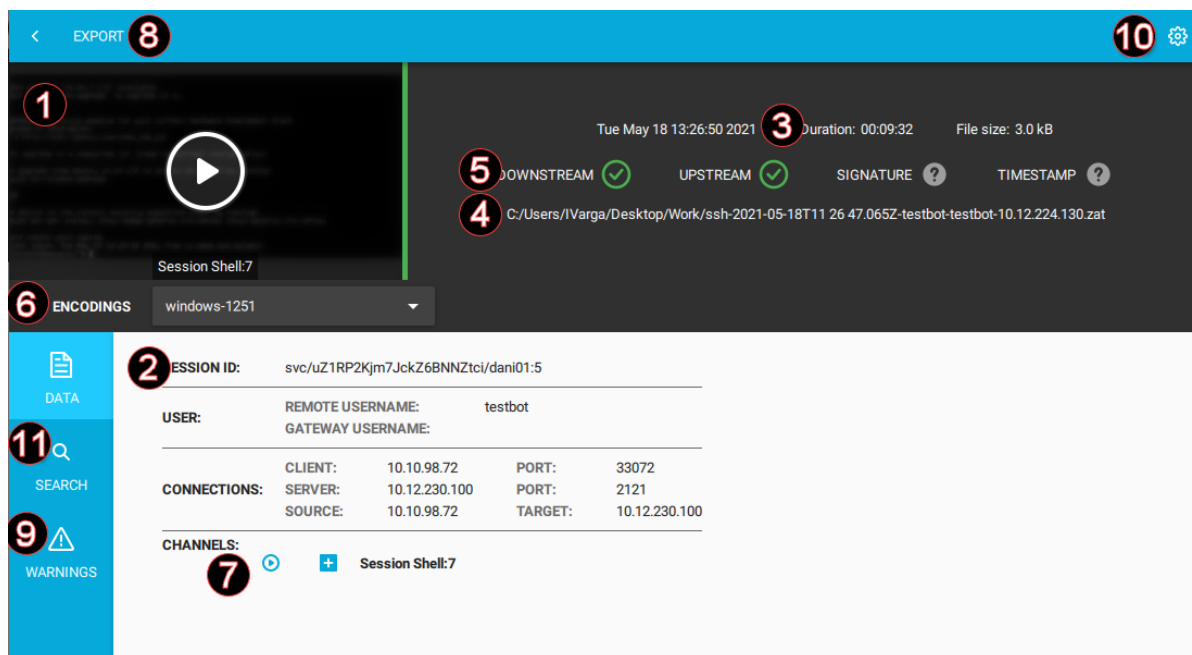 EXPORT 8
10
1
Tue May 18 13:26:50 2021 3 Duration: 00:09:32 File size: 3.0 kB
5 DOWNSTREAM UPSTREAM SIGNATURE ? TIMESTAMP ?
4 C:/Users/IVarga/Desktop/Work/ssh-2021-05-18T11 26 47.065Z-testbot-testbot-10.12.224.130.zat
Session Shell:7
6 ENCODINGS windows-1251
DATA
11
SEARCH
9
WARNINGS
2 SESSION ID: svc/uZ1RP2Kjm7JckZ6BNNZtci/dani01:5
USER: REMOTE USERNAME: testbot
GATEWAY USERNAME:
CLIENT: 10.10.98.72 PORT: 33072
CONNECTIONS: SERVER: 10.12.230.100 PORT: 2121
SOURCE: 10.10.98.72 TARGET: 10.12.230.100
CHANNELS:
7 Session Shell:7